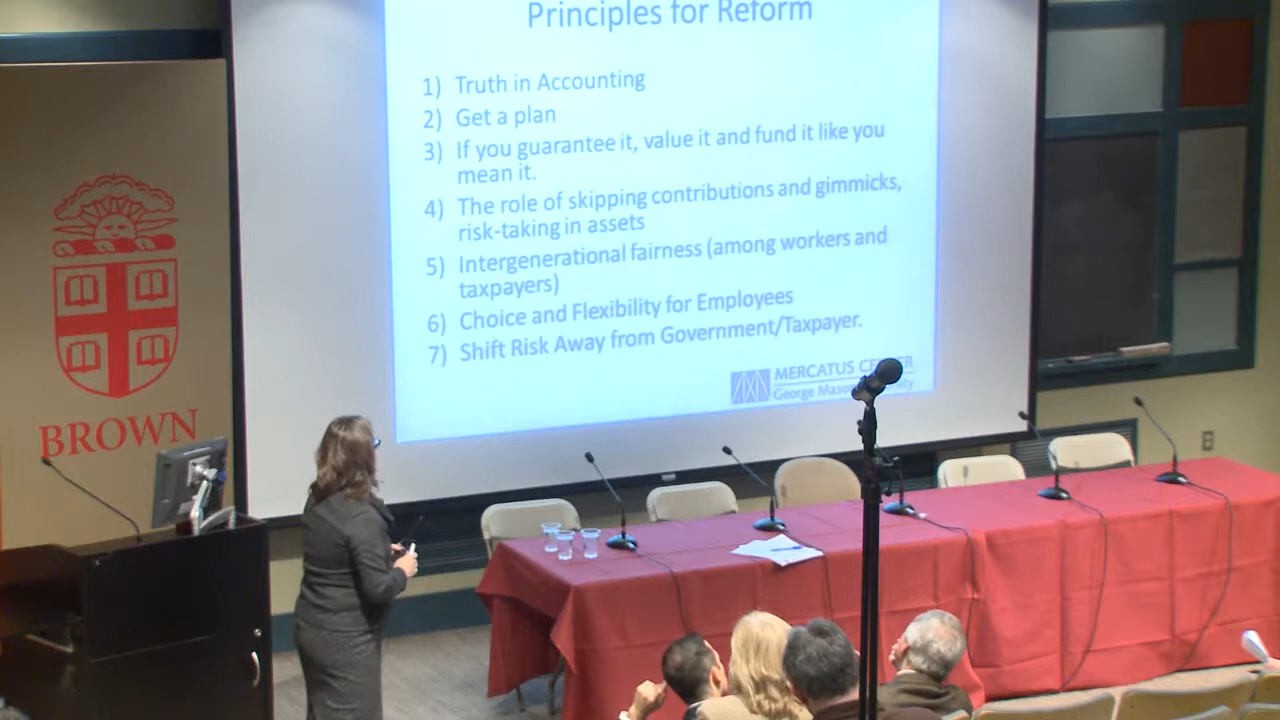 Principles for Reform
1) Truth in Accounting
2) Get a plan
3) If you guarantee it, value it and fund it like you
mean it.
4) The role of skipping contributions and gimmicks,
risk-taking in assets
5) Intergenerational fairness (among workers and
taxpayers)
6) Choice and Flexibility for Employees
7) Shift Risk Away from Government/Taxpayer.
MERCATUS
George
BROWN